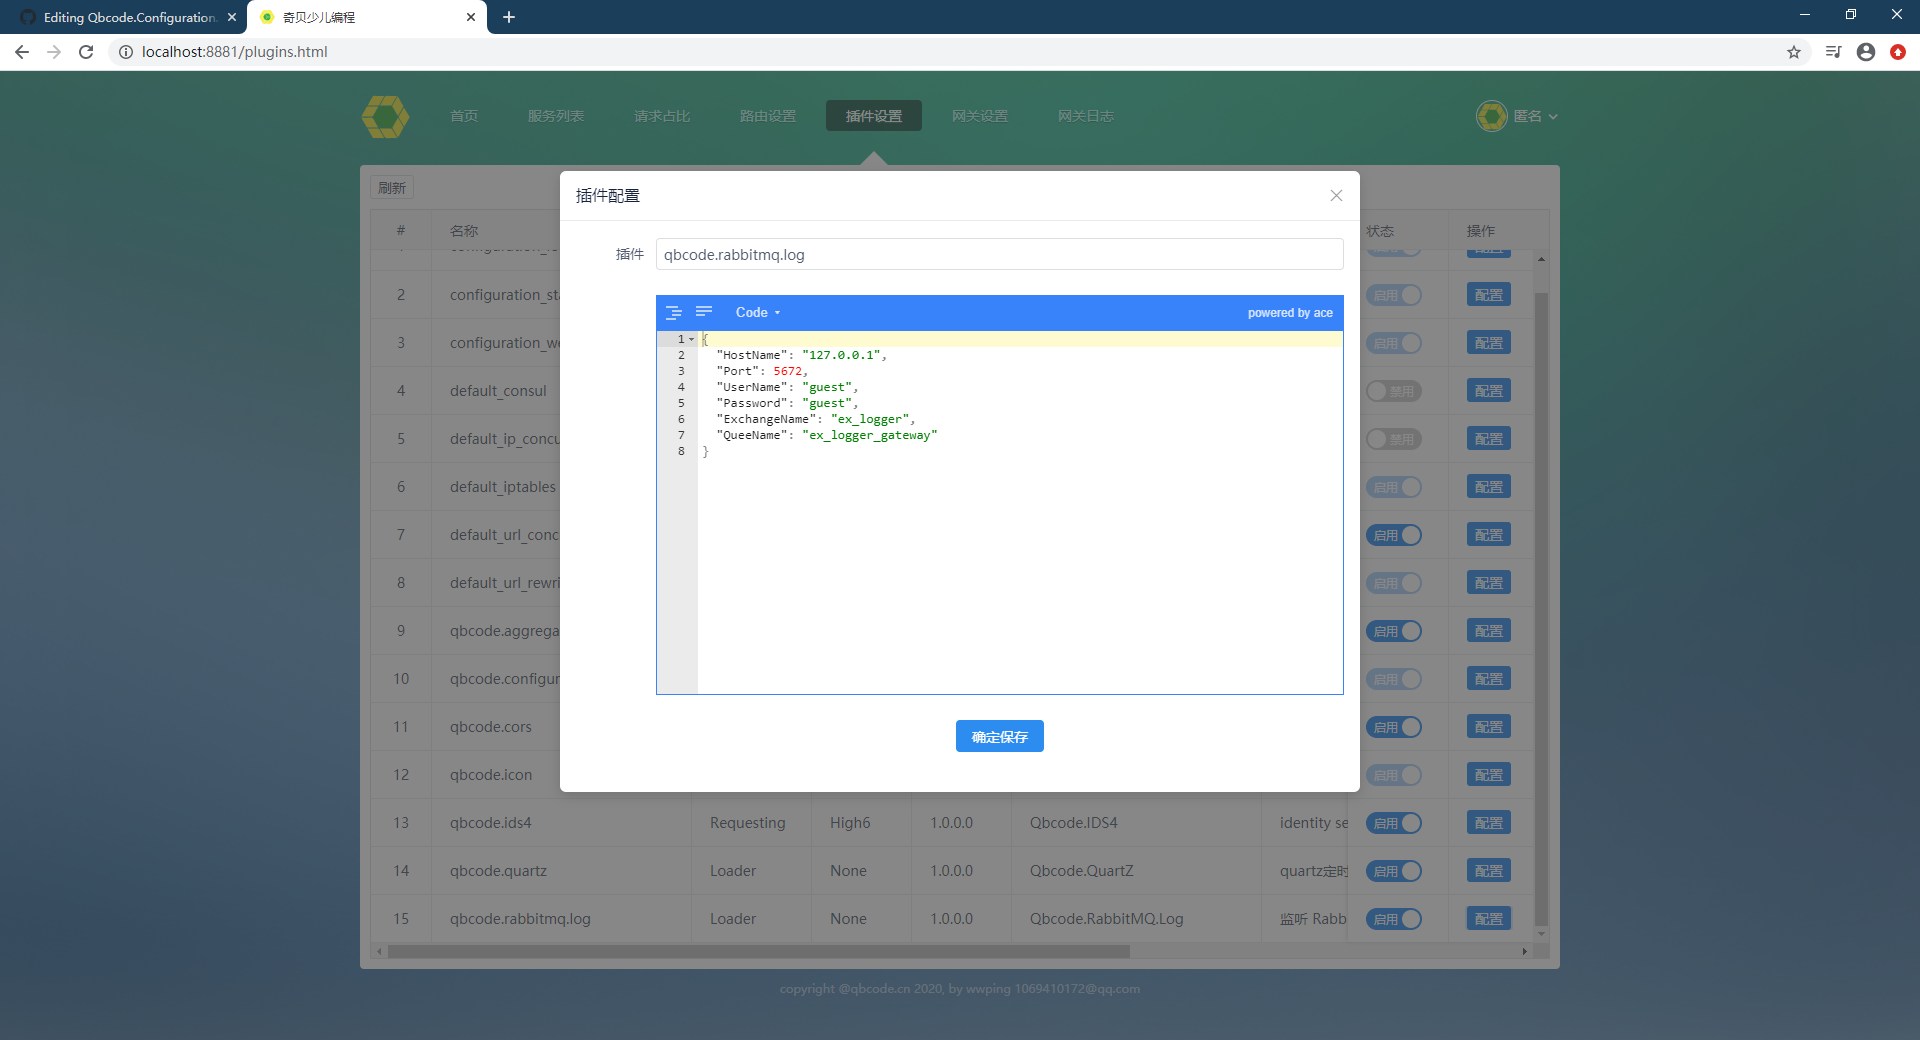 Editing Qbcode.Configuration.
奇贝少儿编程
localhost:8881/plugins.html
首页
服务列表
请求占比
路由设置
插件设置
网关设置
网关日志
匿名
刷新
# 名称 状态 操作
插件配置
插件 qbcode.rabbitmq.log
Code
powered by ace
1 {
2 "HostName": "127.0.0.1",
3 "Port": 5672,
4 "UserName": "guest",
5 "Password": "guest",
6 "ExchangeName": "ex_logger",
7 "QueeName": "ex_logger_gateway"
8 }
确定保存
2 configuration_sta 启用 配置
3 configuration_we 启用 配置
4 default_consul 禁用 配置
5 default_ip_concu 禁用 配置
6 default_iptables 启用 配置
7 default_url_conc 启用 配置
8 default_url_rewri 启用 配置
9 qbcode.aggrega 启用 配置
10 qbcode.configur 启用 配置
11 qbcode.cors 启用 配置
12 qbcode.icon 启用 配置
13 qbcode.ids4 Requesting High6 1.0.0.0 Qbcode.IDS4 identity se 启用 配置
14 qbcode.quartz Loader None 1.0.0.0 Qbcode.QuartZ quartz定时 启用 配置
15 qbcode.rabbitmq.log Loader None 1.0.0.0 Qbcode.RabbitMQ.Log 监听 Rabb 启用 配置
copyright @qbcode.cn 2020, by wwping 1069410172@qq.com